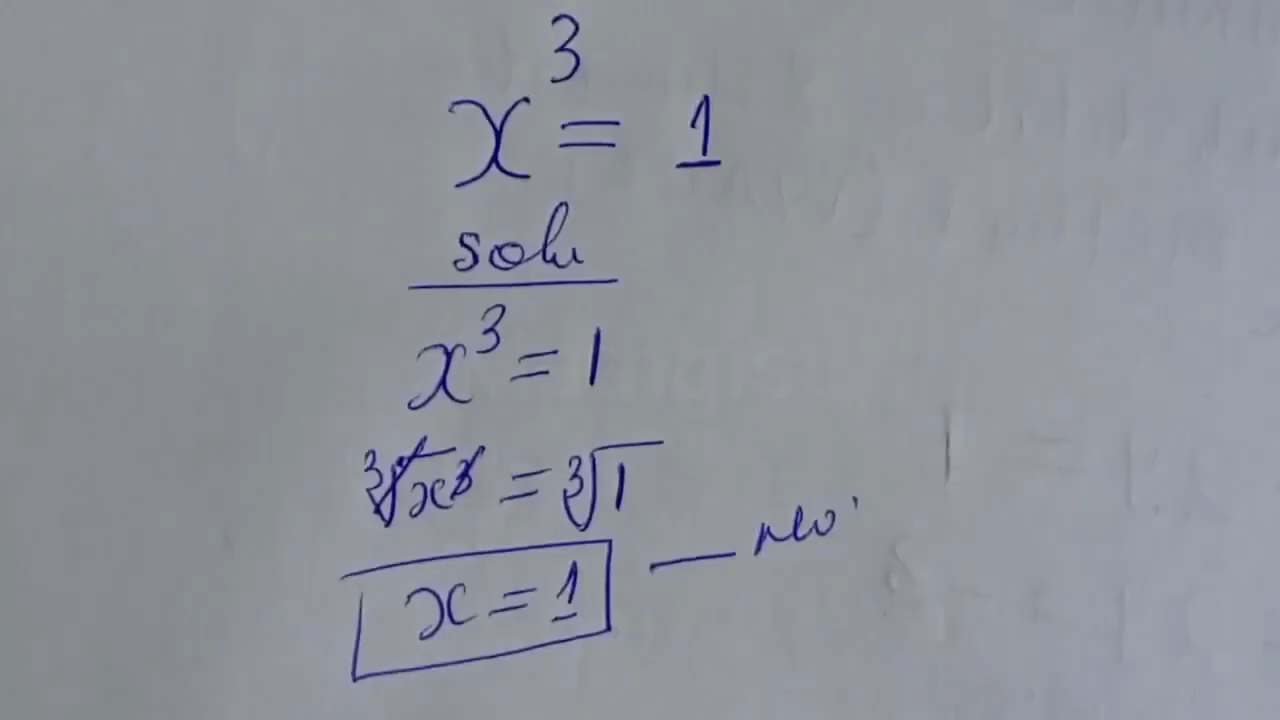 x³ = 1
soln
x³ = 1
∛x³ = ∛1
x = 1